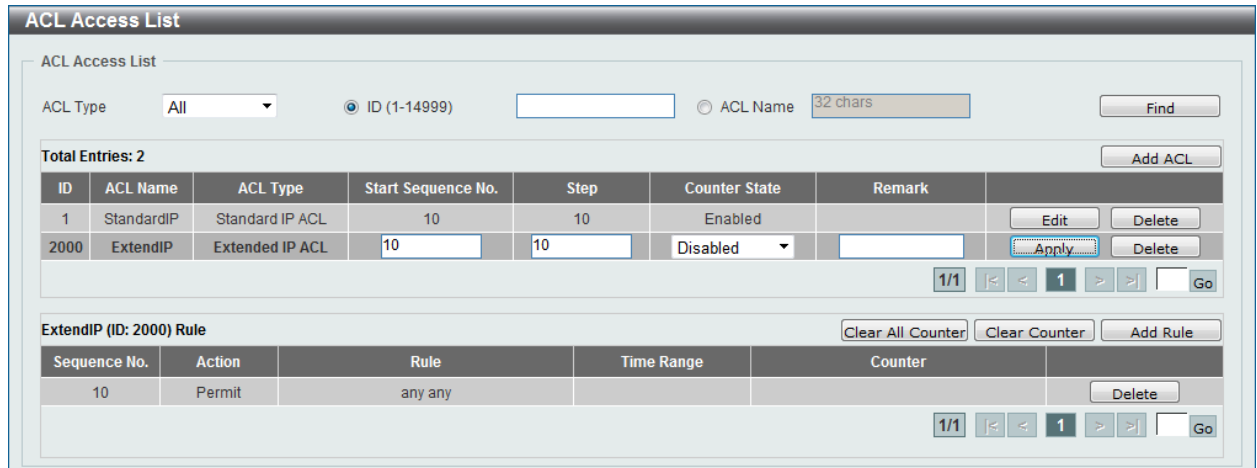 ACL Access List
ACL Access List
ACL Type All ID (1-14999) ACL Name 32 chars Find
Total Entries: 2 Add ACL
ID ACL Name ACL Type Start Sequence No. Step Counter State Remark
1 StandardIP Standard IP ACL 10 10 Enabled Edit Delete
2000 ExtendIP Extended IP ACL 10 10 Disabled Apply Delete
1/1 |< < 1 > >| Go
ExtendIP (ID: 2000) Rule Clear All Counter Clear Counter Add Rule
Sequence No. Action Rule Time Range Counter
10 Permit any any Delete
1/1 |< < 1 > >| Go